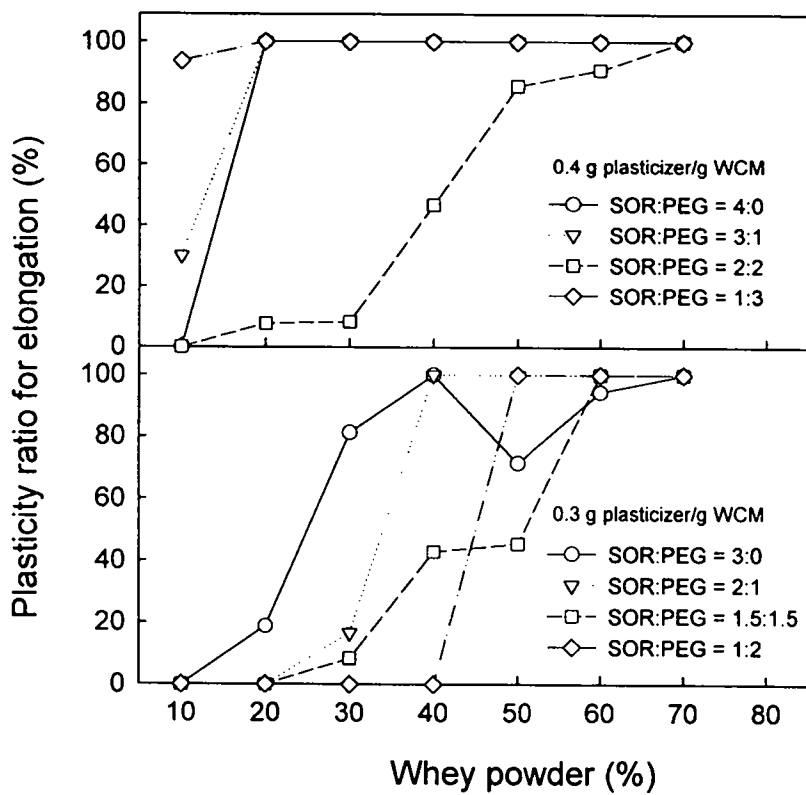 Plasticity ratio for elongation (%)
100
80
60
40
20
0
0.4 g plasticizer/g WCM
SOR:PEG = 4:0
SOR:PEG = 3:1
SOR:PEG = 2:2
SOR:PEG = 1:3
100
80
60
40
20
0
0.3 g plasticizer/g WCM
SOR:PEG = 3:0
SOR:PEG = 2:1
SOR:PEG = 1.5:1.5
SOR:PEG = 1:2
10 20 30 40 50 60 70 80
Whey powder (%)